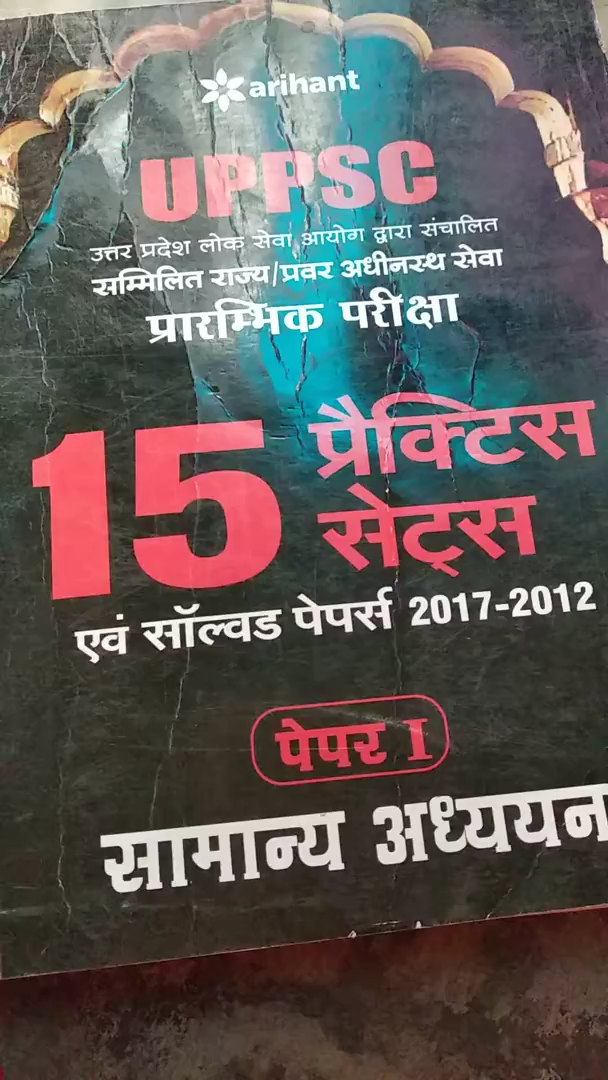 arihant
UPPSC
उत्तर प्रदेश लोक सेवा आयोग द्वारा संचालित
सम्मिलित राज्य/प्रवर अधीनस्थ सेवा
प्रारम्भिक परीक्षा
15 प्रैक्टिस
सेट्स
एवं सॉल्वड पेपर्स 2017-2012
पेपर I
सामान्य अध्ययन